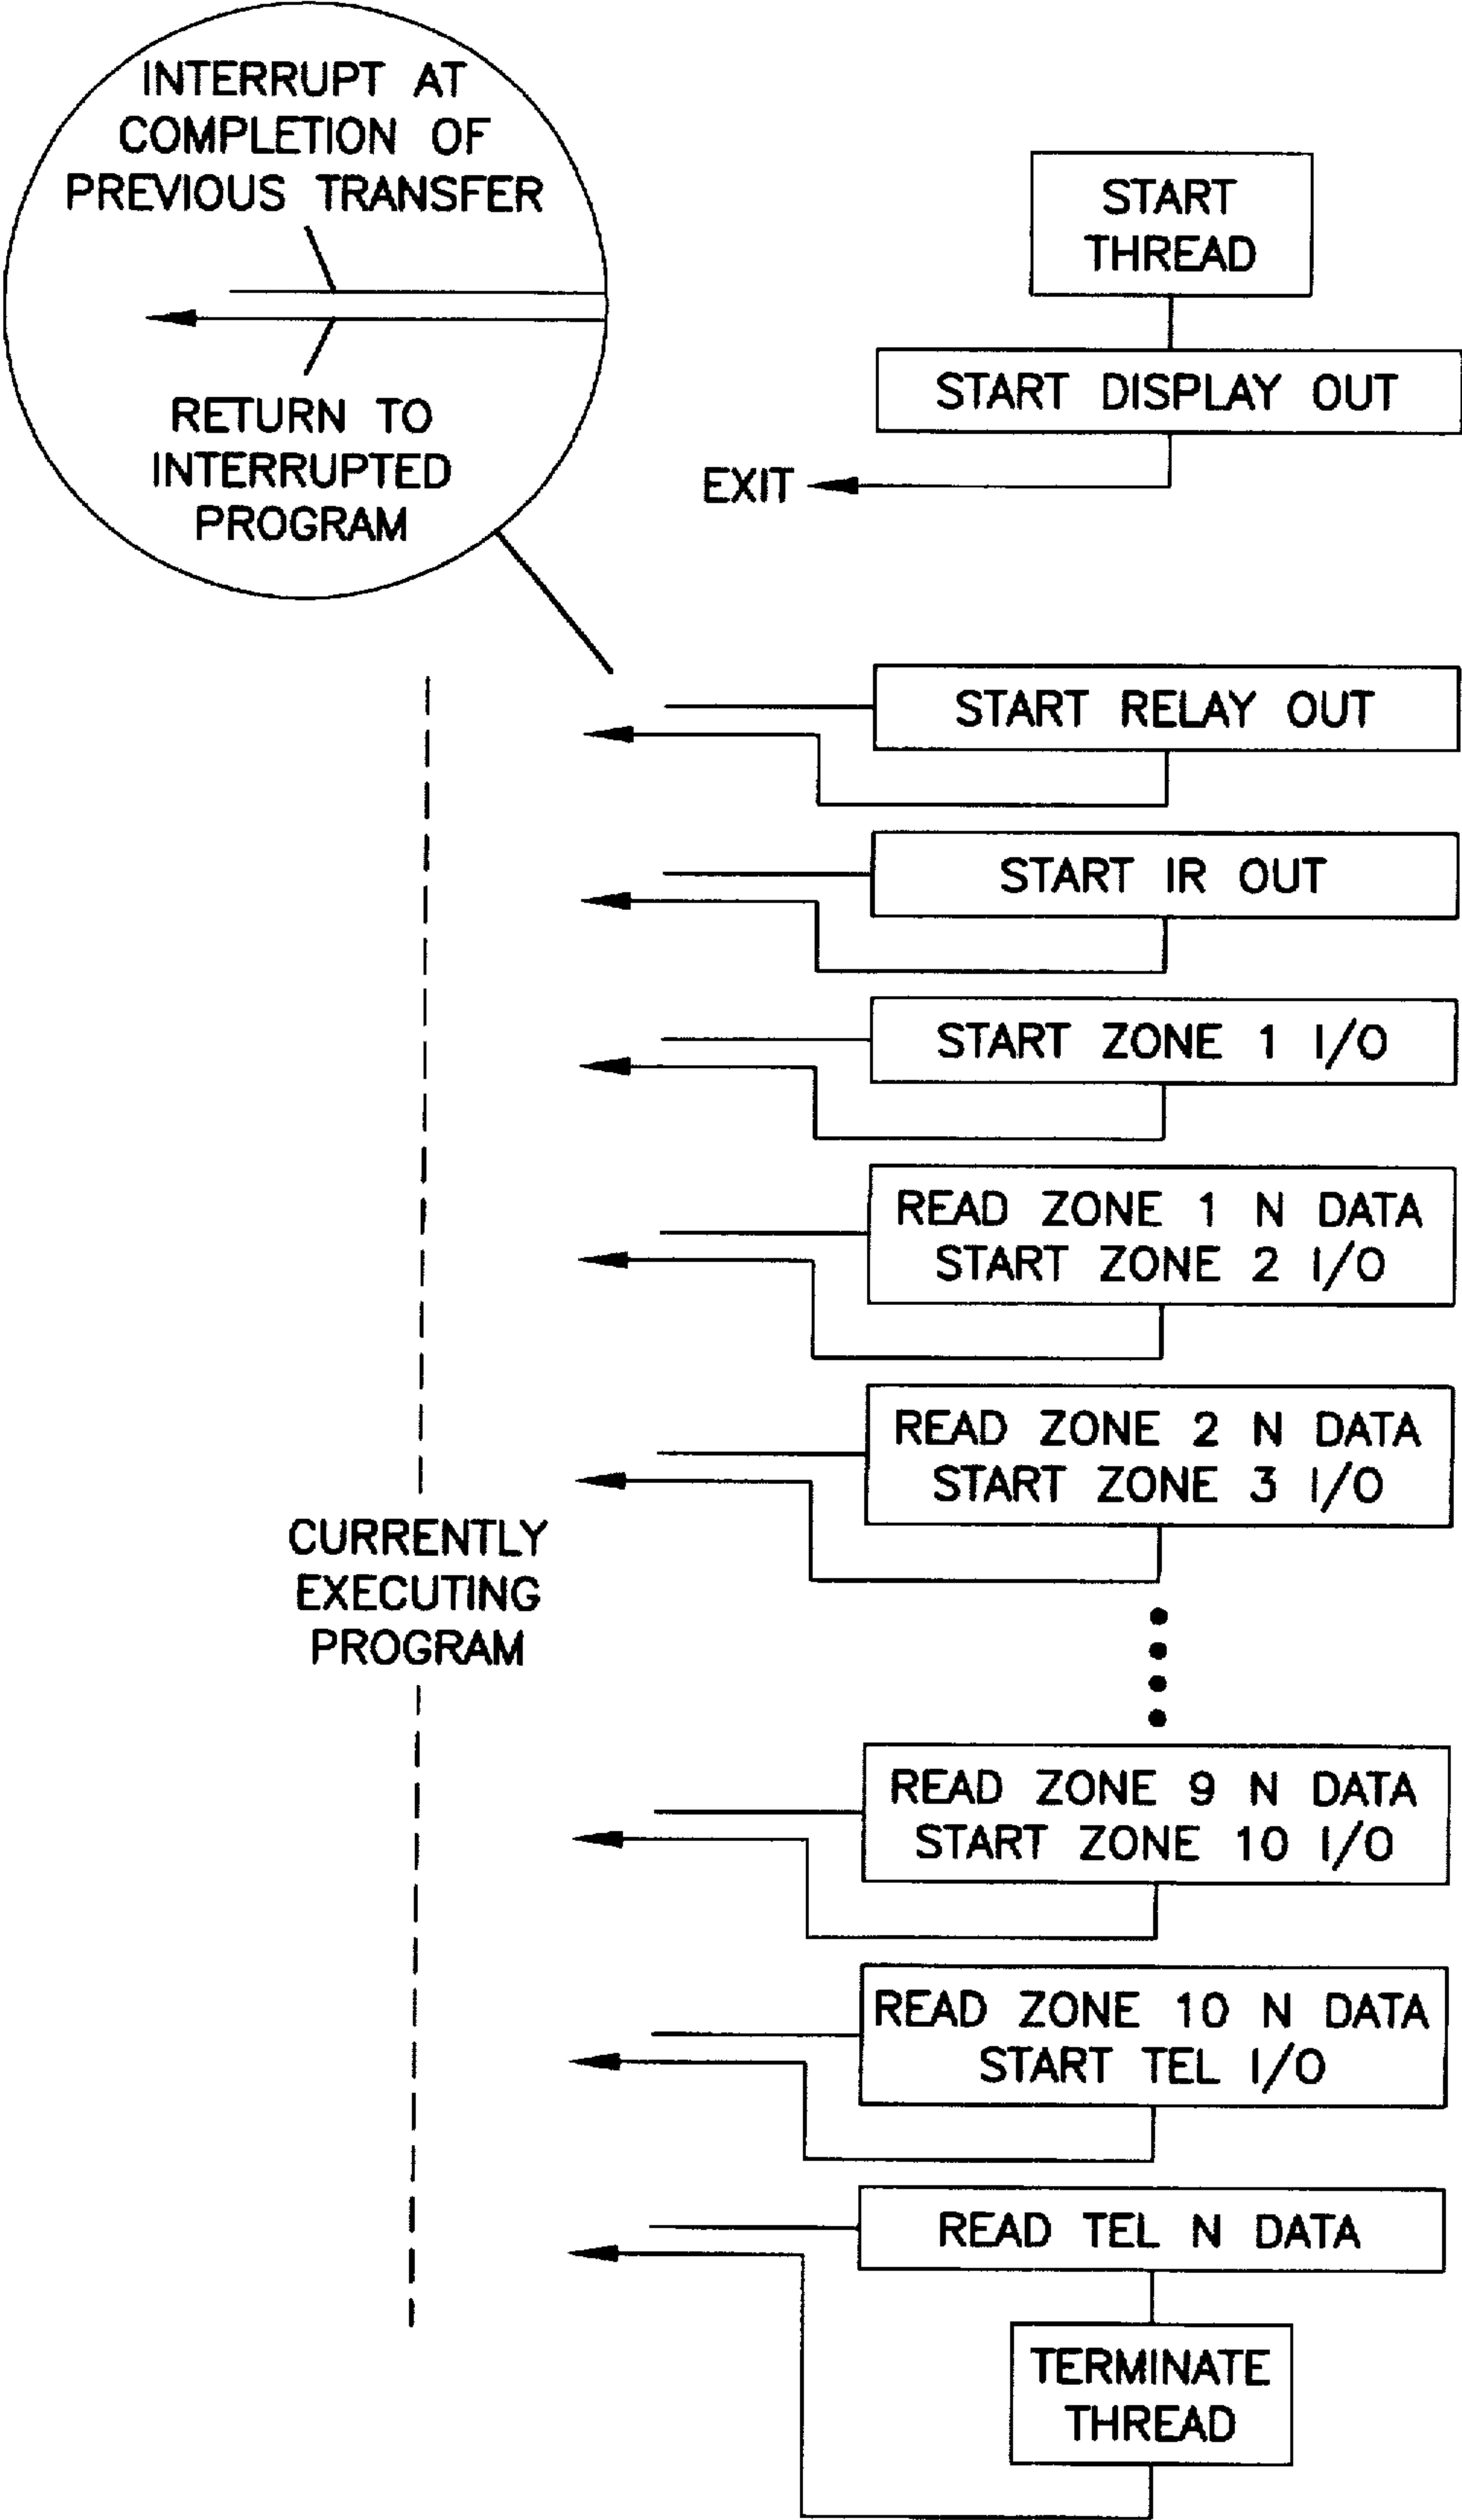 INTERRUPT AT
COMPLETION OF
PREVIOUS TRANSFER
RETURN TO
INTERRUPTED
PROGRAM
START
THREAD
START DISPLAY OUT
EXIT
START RELAY OUT
START IR OUT
START ZONE 1 I/O
READ ZONE 1 N DATA
START ZONE 2 I/O
READ ZONE 2 N DATA
START ZONE 3 I/O
CURRENTLY
EXECUTING
PROGRAM
READ ZONE 9 N DATA
START ZONE 10 I/O
READ ZONE 10 N DATA
START TEL I/O
READ TEL N DATA
TERMINATE
THREAD